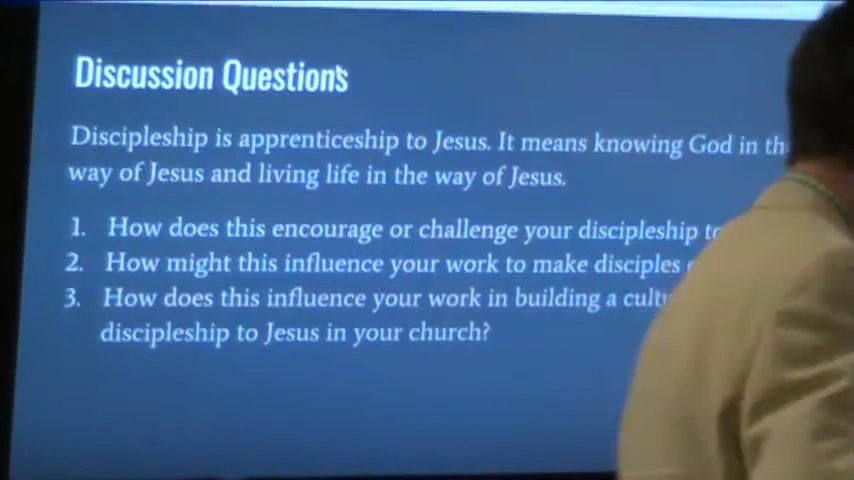 Discussion Questions
Discipleship is apprenticeship to Jesus. It means knowing God in
way of Jesus and living life in the way of Jesus.
1. How does this encourage or challenge your discipleship
2. How might this influence your work to make disciples
3. How does this influence your work in building a
discipleship to Jesus in your church?